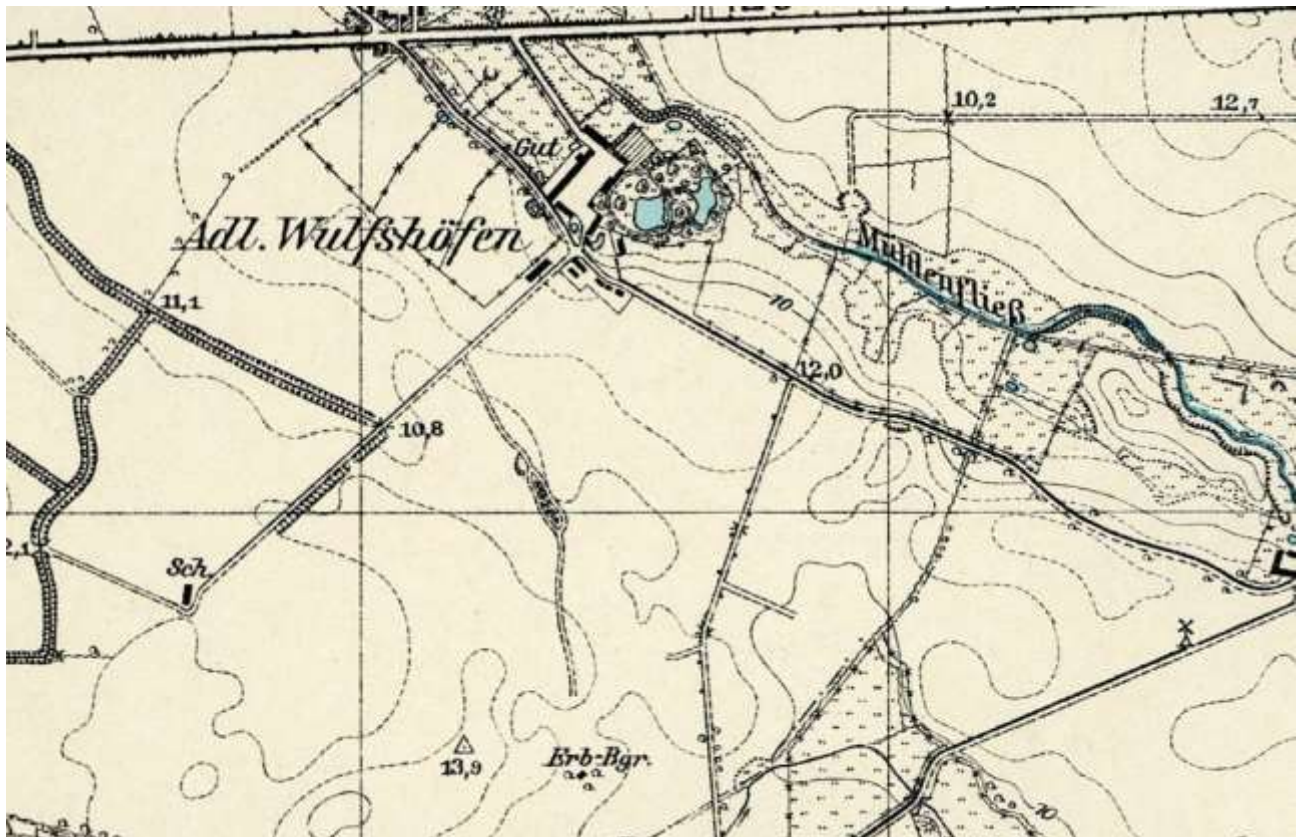 10,2
12,7
Gut
Adl. Wulfshöfen
Mühlenfließ
10
11,1
12,0
10,8
2,1
Sch.
13,9
Erb-Bgr.
10